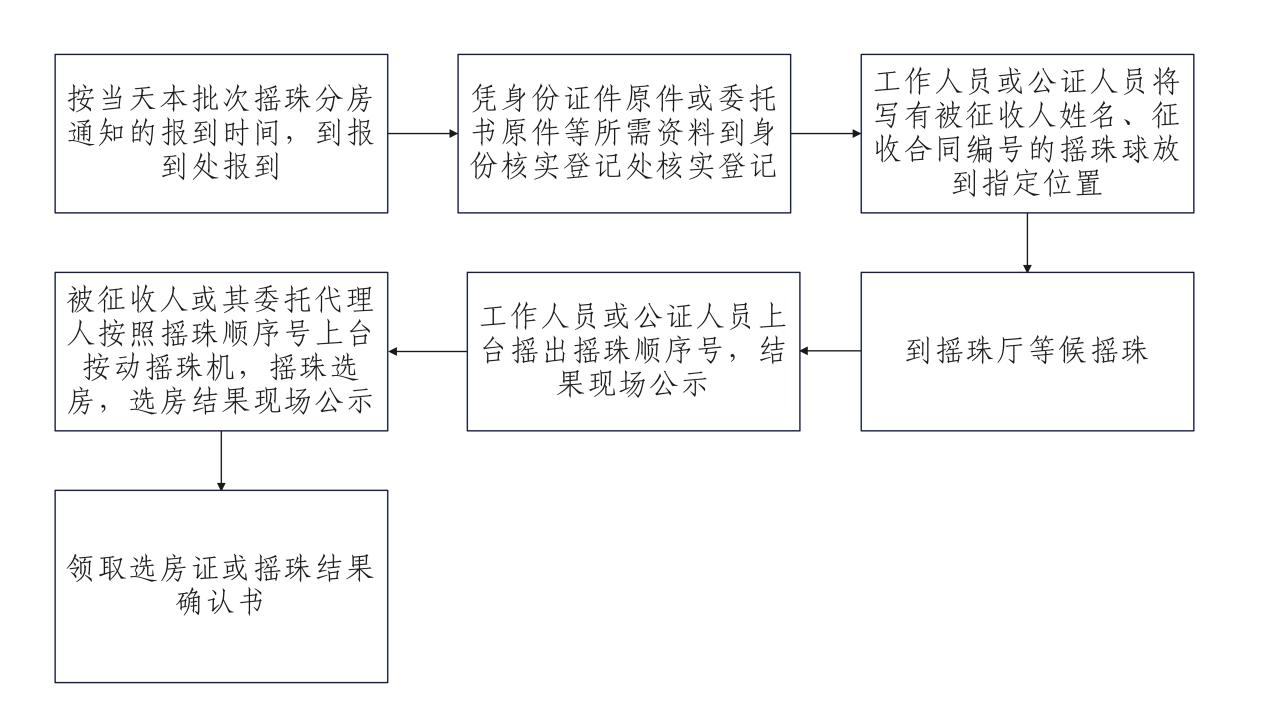 按当天本批次摇珠分房
通知的报到时间，到报
到处报到
凭身份证件原件或委托
书原件等所需资料到身
份核实登记处核实登记
工作人员或公证人员将
写有被征收人姓名、征
收合同编号的摇珠球放
到指定位置
到摇珠厅等候摇珠
工作人员或公证人员上
台摇出摇珠顺序号，结
果现场公示
被征收人或其委托代理
人按照摇珠顺序号上台
按动摇珠机，摇珠选
房，选房结果现场公示
领取选房证或摇珠结果
确认书